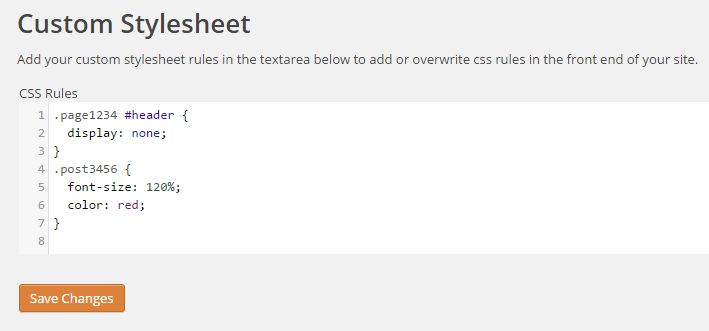 Custom Stylesheet
Add your custom stylesheet rules in the textarea below to add or overwrite css rules in the front end of your site.
CSS Rules
1 .page1234 #header {
2   display: none;
3 }
4 .post3456 {
5   font-size: 120%;
6   color: red;
7 }
8
Save Changes